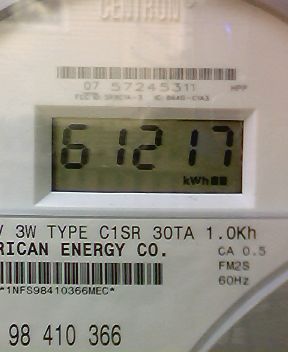 CENTRON
07 57245311 HPP
61217
kWh
V 3W TYPE C1SR 30TA 1.0Kh
RICAN ENERGY CO. CA 0.5
FM2S
*1NFS98410366MEC* 60Hz
98 410 366